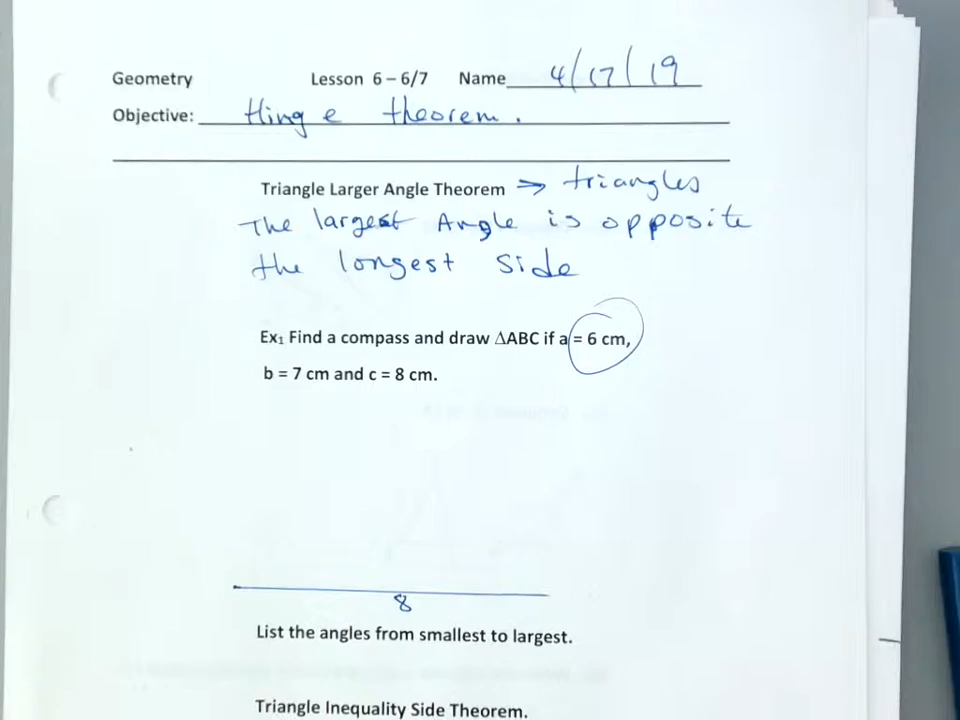 Geometry Lesson 6 – 6/7 Name 4/17/19
Objective: Hinge theorem.
Triangle Larger Angle Theorem ⇒ triangles
The largest Angle is opposite
the longest side
Ex₁ Find a compass and draw ΔABC if a = 6 cm,
b = 7 cm and c = 8 cm.
8
List the angles from smallest to largest.
Triangle Inequality Side Theorem.